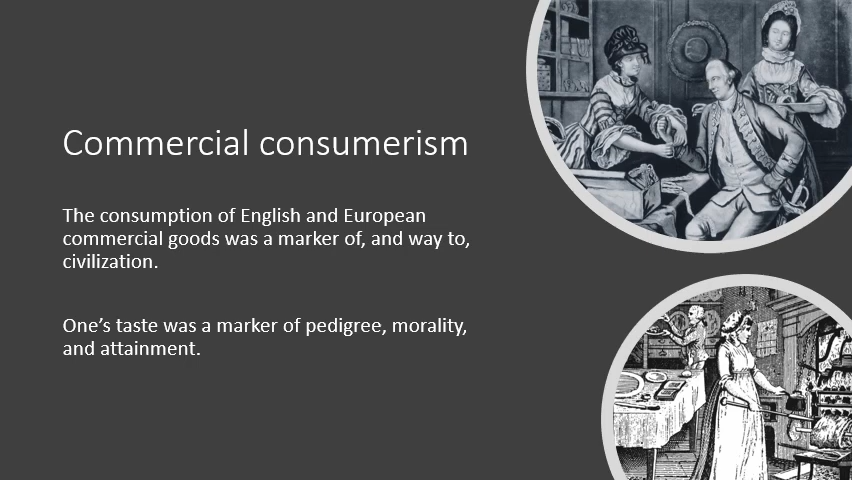 Commercial consumerism
The consumption of English and European
commercial goods was a marker of, and way to,
civilization.
One’s taste was a marker of pedigree, morality,
and attainment.